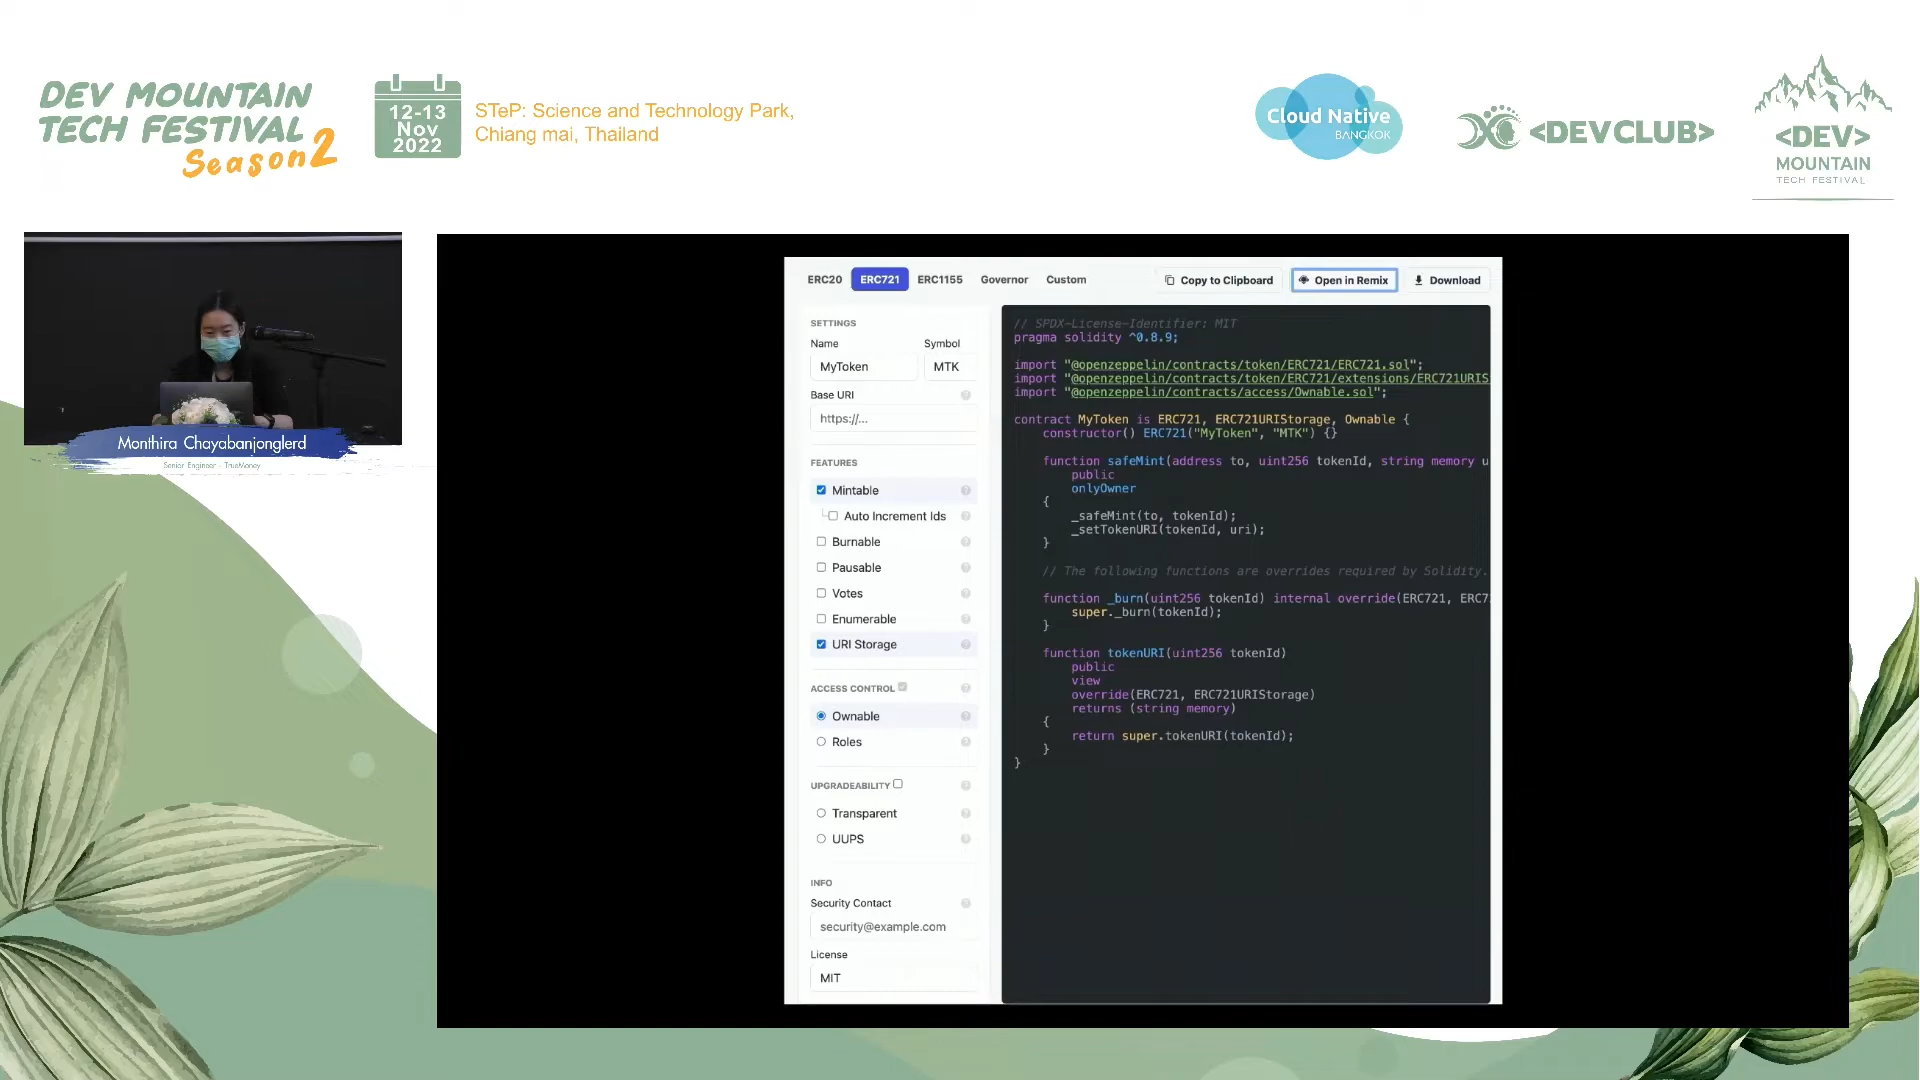 DEV MOUNTAIN
TECH FESTIVAL
Season 2
12-13
Nov
2022
STeP: Science and Technology Park,
Chiang mai, Thailand
Cloud Native
BANGKOK
<DEVCLUB>
<DEV>
MOUNTAIN
TECH FESTIVAL
Monthira Chayabanjonglerd
Senior Engineer - TrueMoney
ERC20 ERC721 ERC1155 Governor Custom
Copy to Clipboard Open in Remix Download
SETTINGS
Name Symbol
MyToken MTK
Base URI
https://...
FEATURES
Mintable
Auto Increment Ids
Burnable
Pausable
Votes
Enumerable
URI Storage
ACCESS CONTROL
Ownable
Roles
UPGRADEABILITY
Transparent
UUPS
INFO
Security Contact
security@example.com
License
MIT
// SPDX-License-Identifier: MIT
pragma solidity ^0.8.9;
import "@openzeppelin/contracts/token/ERC721/ERC721.sol";
import "@openzeppelin/contracts/token/ERC721/extensions/ERC721URIS
import "@openzeppelin/contracts/access/Ownable.sol";
contract MyToken is ERC721, ERC721URIStorage, Ownable {
constructor() ERC721("MyToken", "MTK") {}
function safeMint(address to, uint256 tokenId, string memory u
public
onlyOwner
{
_safeMint(to, tokenId);
_setTokenURI(tokenId, uri);
}
// The following functions are overrides required by Solidity.
function _burn(uint256 tokenId) internal override(ERC721, ERC7
super._burn(tokenId);
}
function tokenURI(uint256 tokenId)
public
view
override(ERC721, ERC721URIStorage)
returns (string memory)
{
return super.tokenURI(tokenId);
}
}